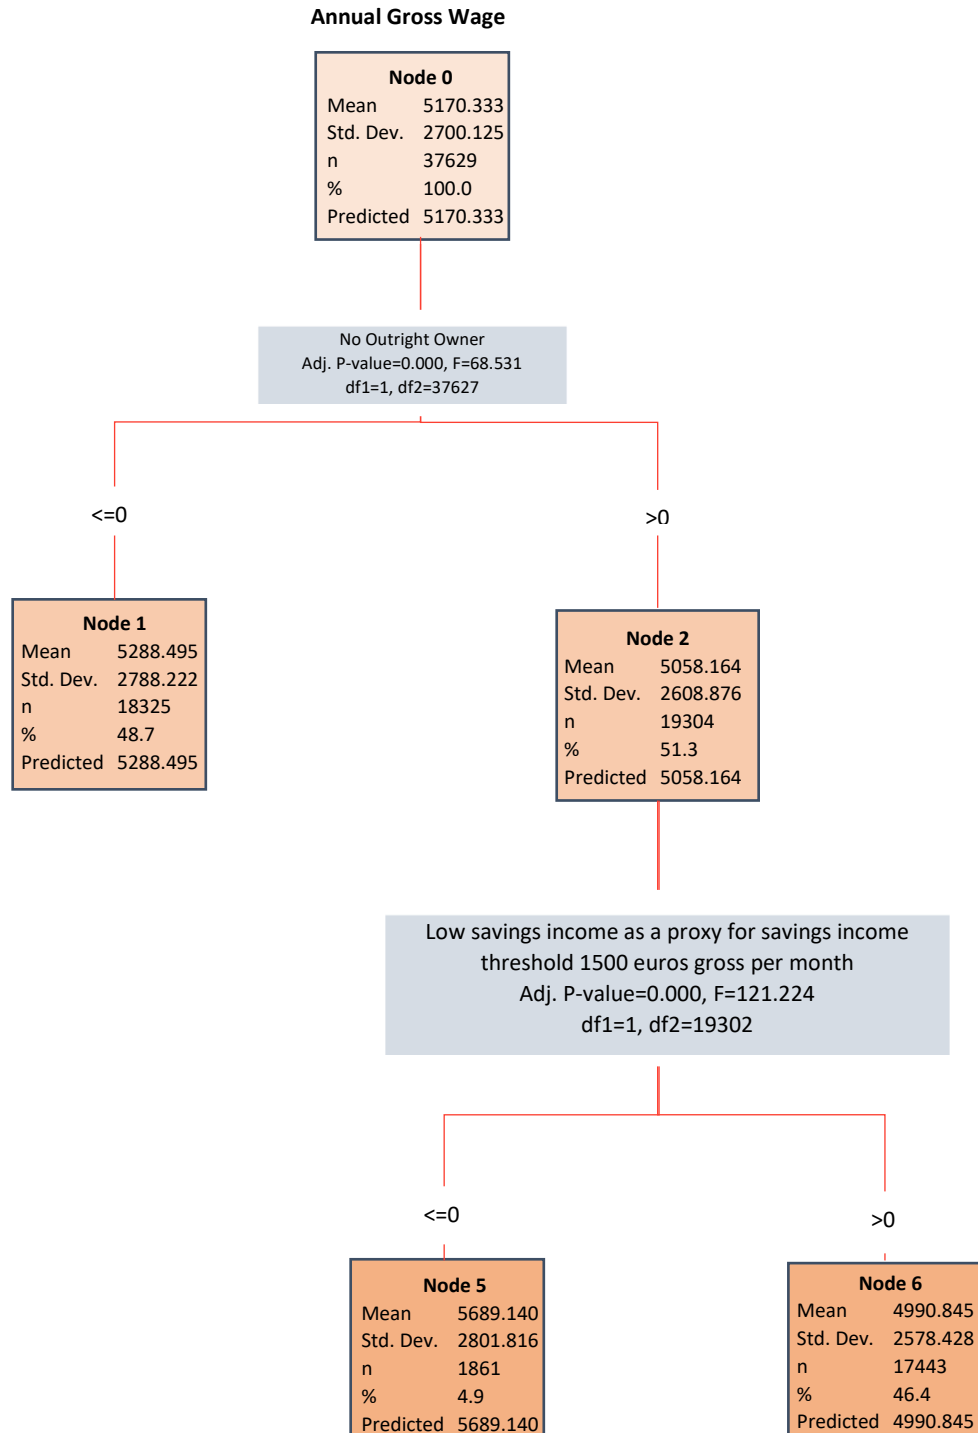 Annual Gross Wage
Node 0
Mean 5170.333
Std. Dev. 2700.125
n 37629
% 100.0
Predicted 5170.333
No Outright Owner
Adj. P-value=0.000, F=68.531
df1=1, df2=37627
<=0
>0
Node 1
Mean 5288.495
Std. Dev. 2788.222
n 18325
% 48.7
Predicted 5288.495
Node 2
Mean 5058.164
Std. Dev. 2608.876
n 19304
% 51.3
Predicted 5058.164
Low savings income as a proxy for savings income
threshold 1500 euros gross per month
Adj. P-value=0.000, F=121.224
df1=1, df2=19302
<=0
>0
Node 5
Mean 5689.140
Std. Dev. 2801.816
n 1861
% 4.9
Predicted 5689.140
Node 6
Mean 4990.845
Std. Dev. 2578.428
n 17443
% 46.4
Predicted 4990.845